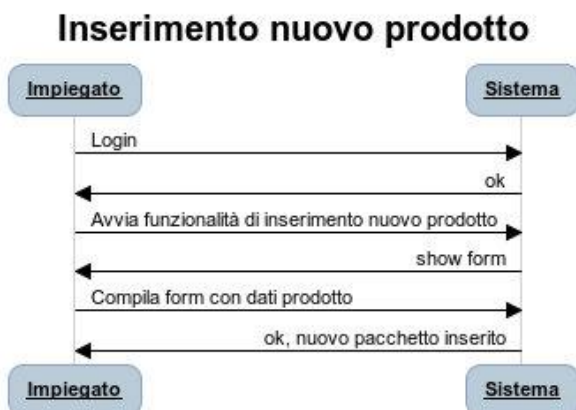 Inserimento nuovo prodotto
Impiegato
Sistema
Login
ok
Avvia funzionalità di inserimento nuovo prodotto
show form
Compila form con dati prodotto
ok, nuovo pacchetto inserito
Impiegato
Sistema